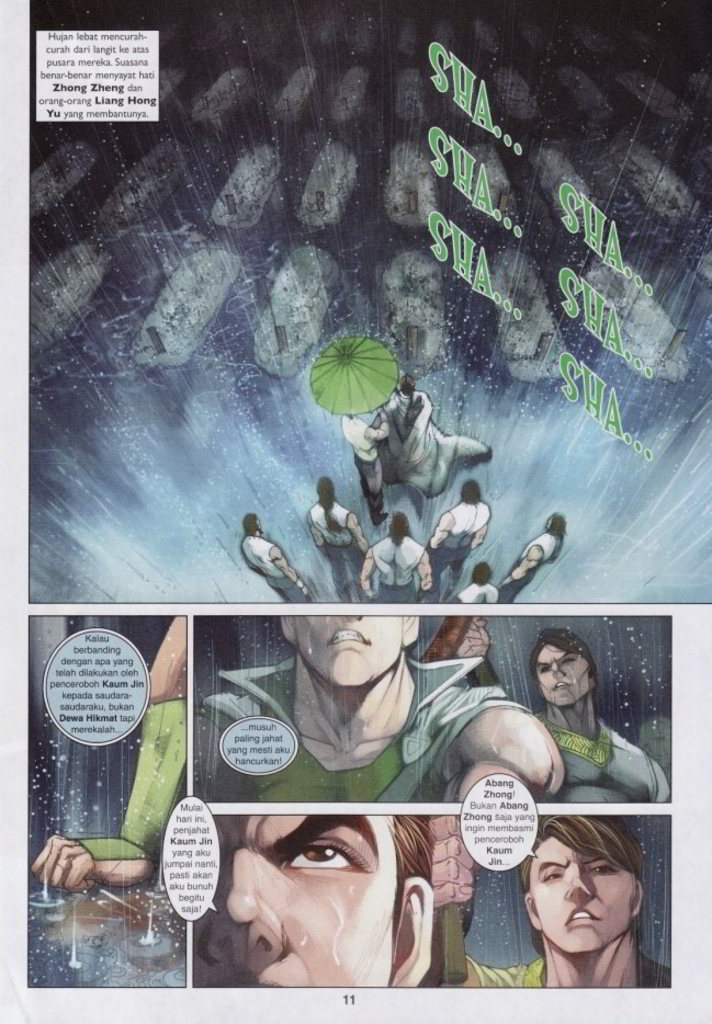 Hujan lebat mencurah-
curah dari langit ke atas
pusara mereka. Suasana
benar-benar menyayat hati
Zhong Zheng dan
orang-orang Liang Hong
Yu yang membantunya.
SHA...
SHA...
SHA...
SHA...
SHA...
SHA...
Kalau
berbanding
dengan apa yang
telah dilakukan oleh
penceroboh Kaum Jin
kepada saudara-
saudaraku, bukan
Dewa Hikmat tapi
merekalah...
...musuh
paling jahat
yang mesti aku
hancurkan!
Mulai
hari ini,
penjahat
Kaum Jin
yang aku
jumpai nanti,
pasti akan
aku bunuh
begitu
saja!
Abang
Zhong!
Bukan Abang
Zhong saja yang
ingin membasmi
penceroboh
Kaum
Jin...
11